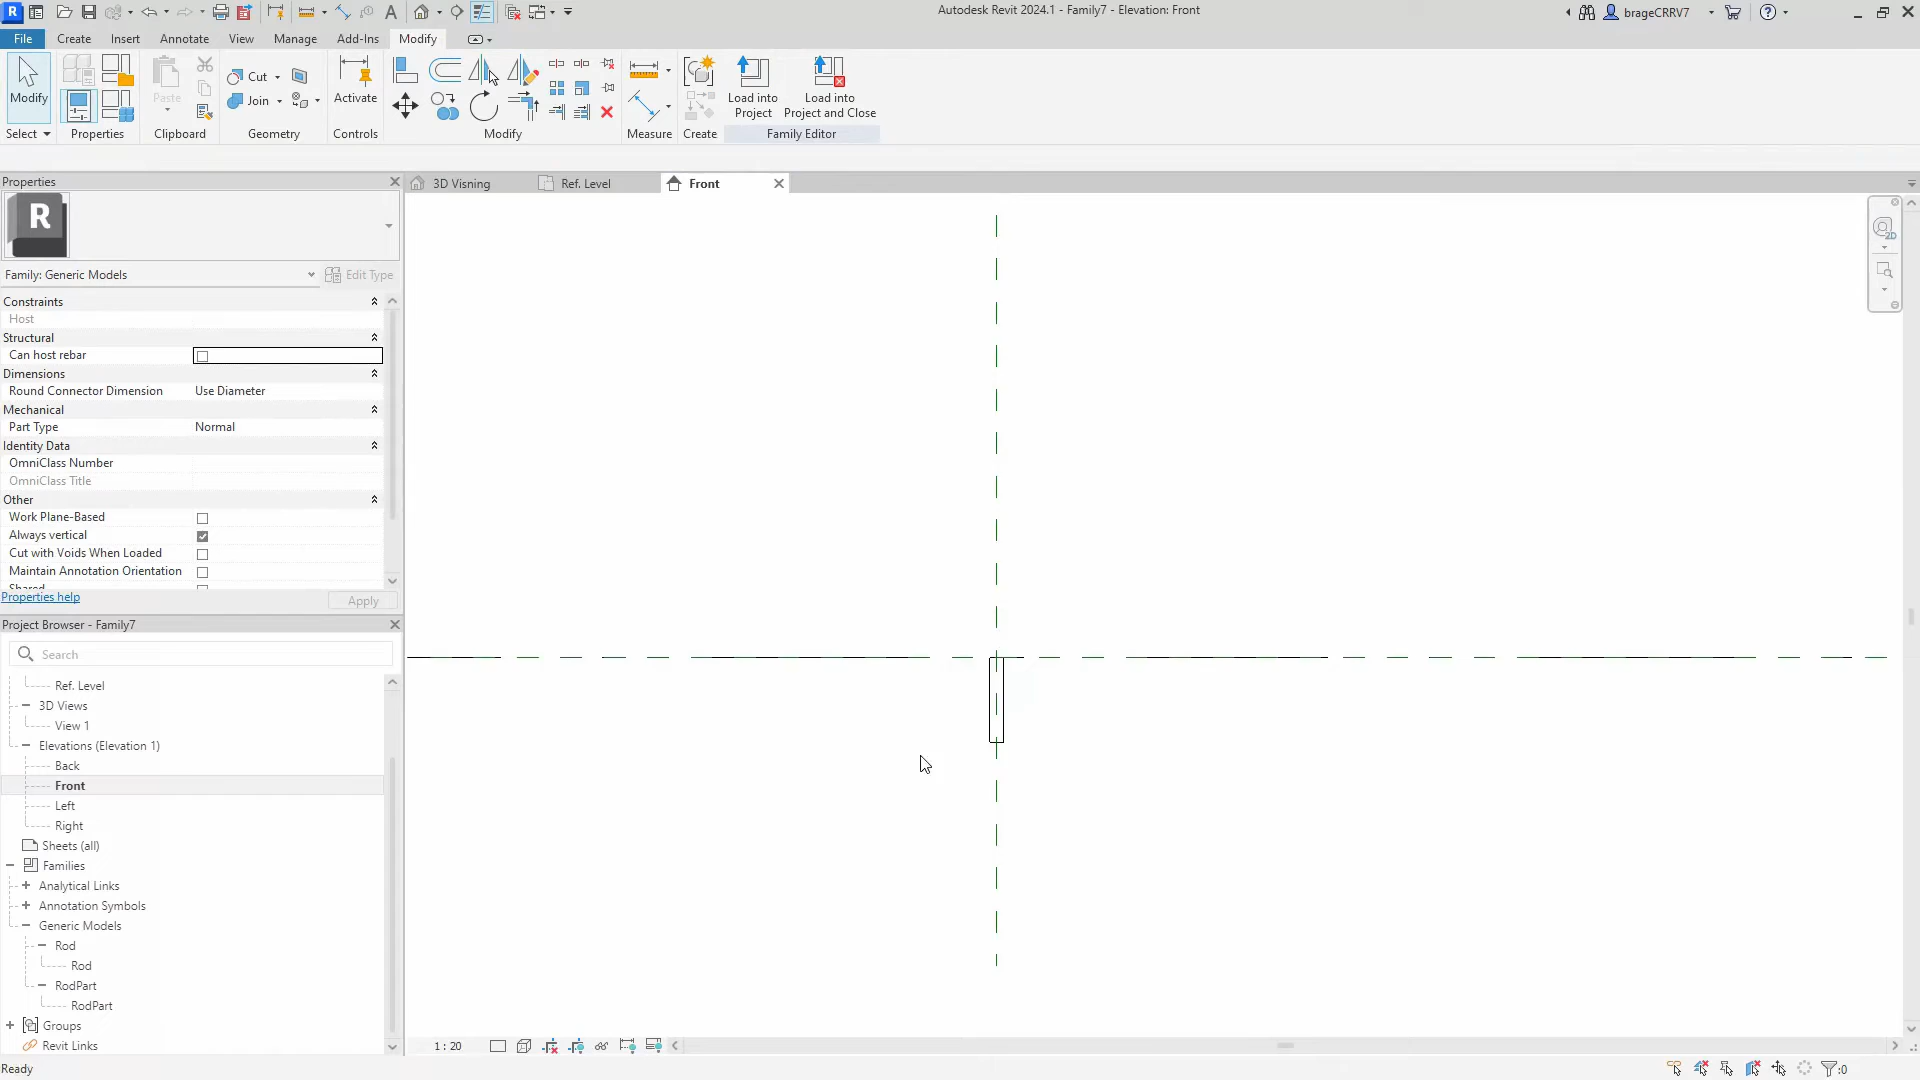 Autodesk Revit 2024.1 - Family7 - Elevation: Front
brageCRRV7
File
Create
Insert
Annotate
View
Manage
Add-Ins
Modify
Modify
Paste
Cut
Join
Activate
Load into
Project
Load into
Project and Close
Select
Properties
Clipboard
Geometry
Controls
Modify
Measure
Create
Family Editor
Properties
3D Visning
Ref. Level
Front
R
Family: Generic Models
Edit Type
Constraints
Host
Structural
Can host rebar
Dimensions
Round Connector Dimension Use Diameter
Mechanical
Part Type Normal
Identity Data
OmniClass Number
OmniClass Title
Other
Work Plane-Based
Always vertical
Cut with Voids When Loaded
Maintain Annotation Orientation
Shared
Properties help
Apply
Project Browser - Family7
Search
Ref. Level
3D Views
View 1
Elevations (Elevation 1)
Back
Front
Left
Right
Sheets (all)
Families
Analytical Links
Annotation Symbols
Generic Models
Rod
Rod
RodPart
RodPart
Groups
Revit Links
1 : 20
Ready
:0
2D